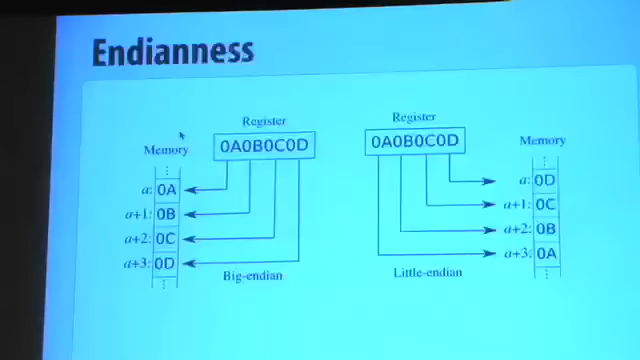 Endianness
Register
0A0B0C0D
Memory
a: 0A
a+1: 0B
a+2: 0C
a+3: 0D
Big-endian
Register
0A0B0C0D
Memory
a: 0D
a+1: 0C
a+2: 0B
a+3: 0A
Little-endian